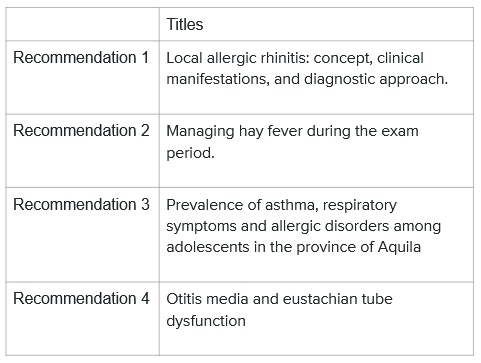 Titles
Recommendation 1
Local allergic rhinitis: concept, clinical
manifestations, and diagnostic approach.
Recommendation 2
Managing hay fever during the exam
period.
Recommendation 3
Prevalence of asthma, respiratory
symptoms and allergic disorders among
adolescents in the province of Aquila
Recommendation 4
Otitis media and eustachian tube
dysfunction